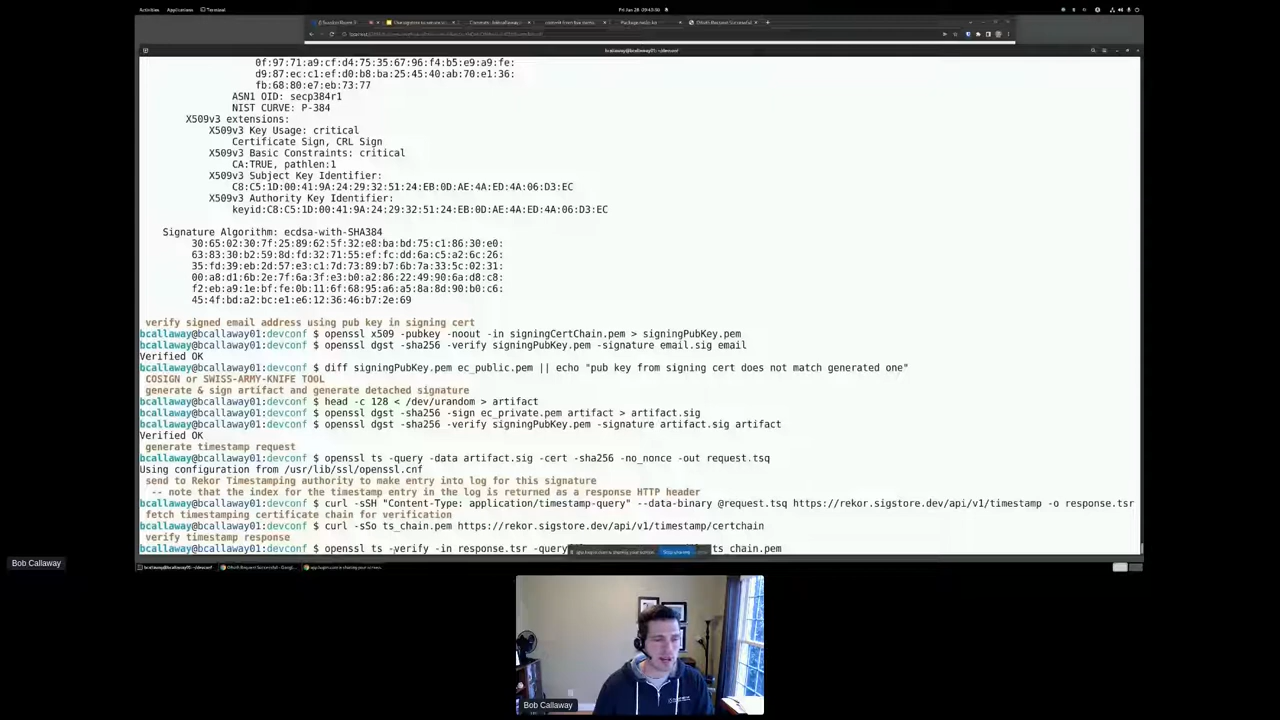 Activities Applications Terminal
Fri Jan 28
bcallaway@bcallaway01: ~/devconf
0f:97:71:a9:cf:d4:75:35:67:96:f4:b5:e9:a9:fe:
d9:87:ec:c1:ef:d0:b8:ba:25:45:40:ab:70:e1:36:
fb:68:80:e7:eb:73:77
ASN1 OID: secp384r1
NIST CURVE: P-384
X509v3 extensions:
X509v3 Key Usage: critical
Certificate Sign, CRL Sign
X509v3 Basic Constraints: critical
CA:TRUE, pathlen:1
X509v3 Subject Key Identifier:
C8:C5:1D:00:41:9A:24:29:32:51:24:EB:0D:AE:4A:ED:4A:06:D3:EC
X509v3 Authority Key Identifier:
keyid:C8:C5:1D:00:41:9A:24:29:32:51:24:EB:0D:AE:4A:ED:4A:06:D3:EC
Signature Algorithm: ecdsa-with-SHA384
30:65:02:30:7f:25:89:62:5f:32:e8:ba:bd:75:c1:86:30:e0:
63:83:30:b2:59:8d:fd:32:71:55:ef:fc:dd:6a:c5:a2:6c:26:
35:fd:39:eb:2d:57:e3:c1:7d:73:89:b7:6b:7a:33:5c:02:31:
00:a8:d1:6b:2e:7f:6a:3f:e3:b0:a2:86:22:49:90:6a:d8:c8:
f2:eb:a9:1e:bf:fe:0b:11:6f:68:95:a6:a5:8a:8d:90:b0:c6:
45:4f:bd:a2:bc:e1:e6:12:36:46:b7:2e:69
verify signed email address using pub key in signing cert
bcallaway@bcallaway01:devconf $ openssl x509 -pubkey -noout -in signingCertChain.pem > signingPubKey.pem
bcallaway@bcallaway01:devconf $ openssl dgst -sha256 -verify signingPubKey.pem -signature email.sig email
Verified OK
bcallaway@bcallaway01:devconf $ diff signingPubKey.pem ec_public.pem || echo "pub key from signing cert does not match generated one"
COSIGN or SWISS-ARMY-KNIFE TOOL
generate & sign artifact and generate detached signature
bcallaway@bcallaway01:devconf $ head -c 128 < /dev/urandom > artifact
bcallaway@bcallaway01:devconf $ openssl dgst -sha256 -sign ec_private.pem artifact > artifact.sig
bcallaway@bcallaway01:devconf $ openssl dgst -sha256 -verify signingPubKey.pem -signature artifact.sig artifact
Verified OK
generate timestamp request
bcallaway@bcallaway01:devconf $ openssl ts -query -data artifact.sig -cert -sha256 -no_nonce -out request.tsq
Using configuration from /usr/lib/ssl/openssl.cnf
send to Rekor Timestamping authority to make entry into log for this signature
-- note that the index for the timestamp entry in the log is returned as a response HTTP header
bcallaway@bcallaway01:devconf $ curl -sSH "Content-Type: application/timestamp-query" --data-binary @request.tsq https://rekor.sigstore.dev/api/v1/timestamp -o response.tsr
fetch timestamping certificate chain for verification
bcallaway@bcallaway01:devconf $ curl -sSo ts_chain.pem https://rekor.sigstore.dev/api/v1/timestamp/certchain
verify timestamp response
bcallaway@bcallaway01:devconf $ openssl ts -verify -in response.tsr -query ts_chain.pem
Stop sharing
Bob Callaway
Bob Callaway